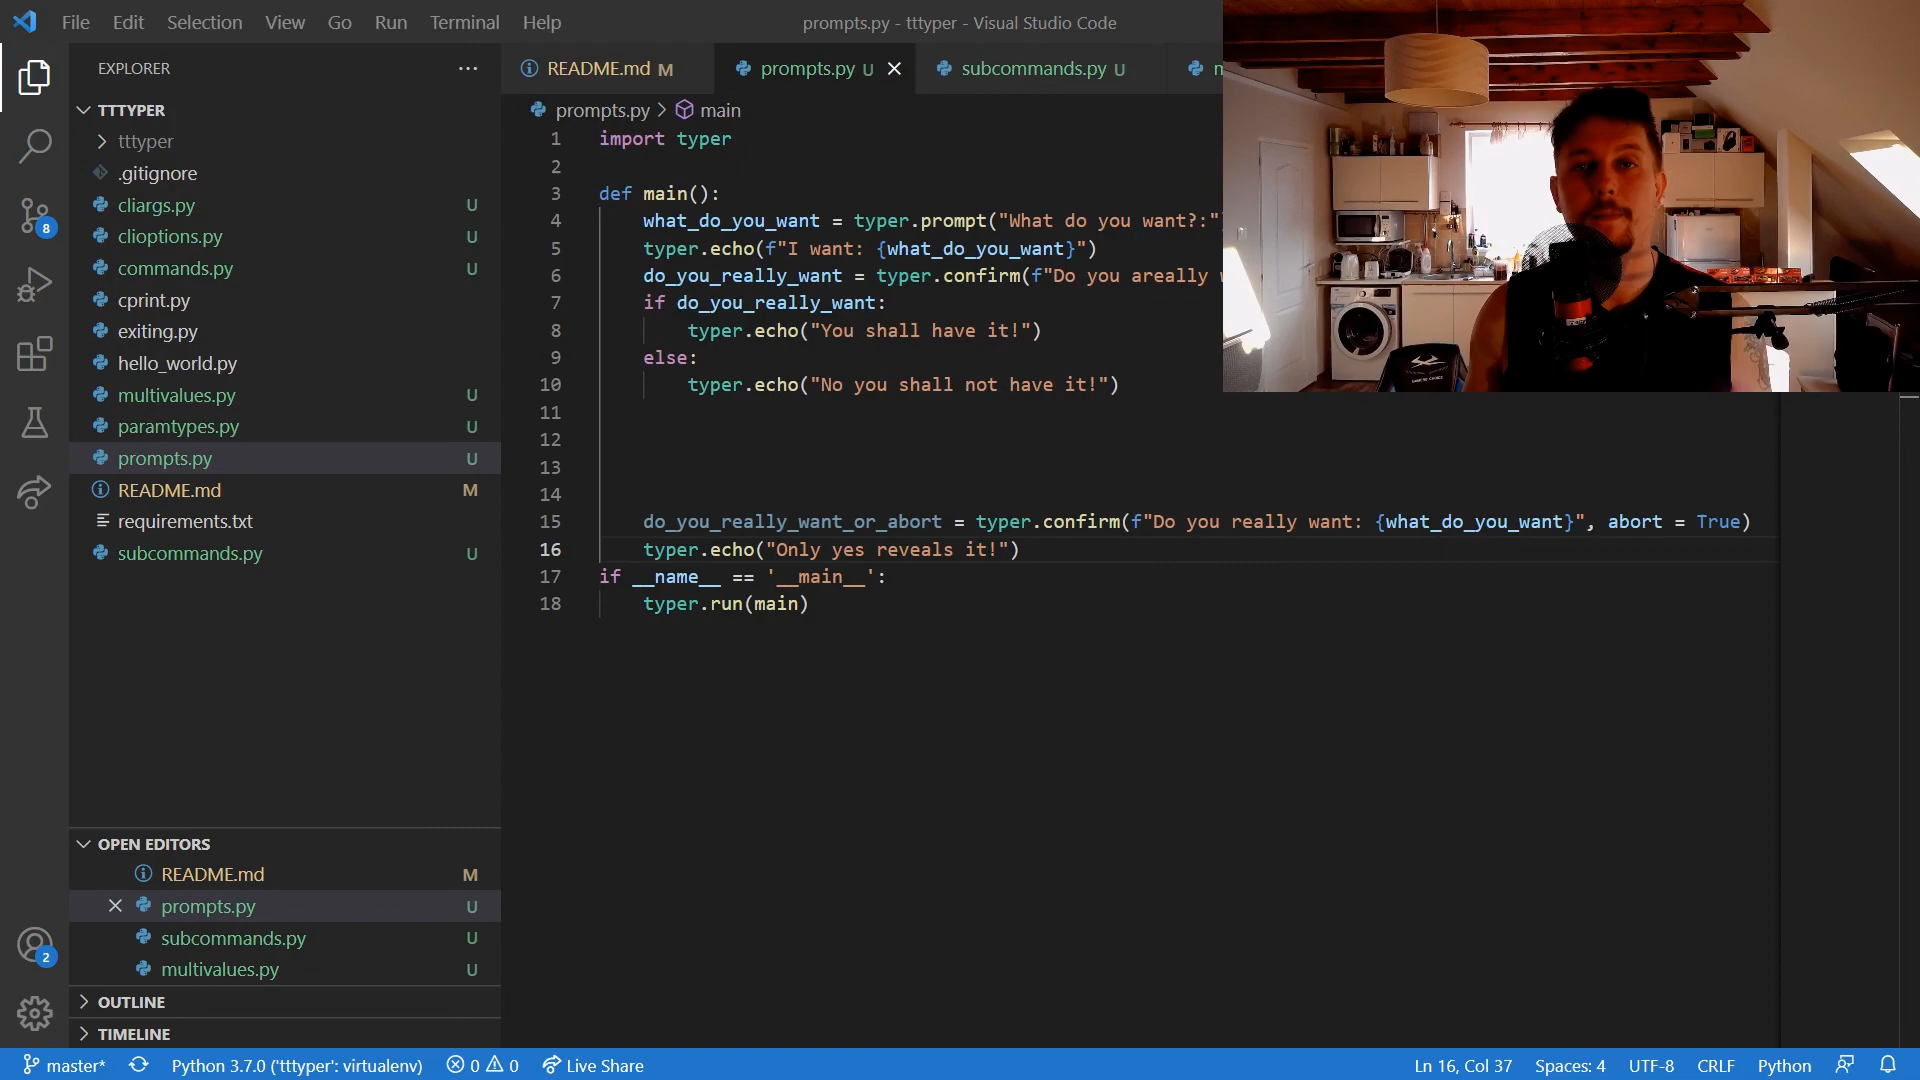 File Edit Selection View Go Run Terminal Help
prompts.py - tttyper - Visual Studio Code
EXPLORER
TTTYPER
tttyper
.gitignore
cliargs.py U
clioptions.py U
commands.py U
cprint.py
exiting.py
hello_world.py
multivalues.py U
paramtypes.py U
prompts.py U
README.md M
requirements.txt
subcommands.py U
OPEN EDITORS
README.md M
prompts.py U
subcommands.py U
multivalues.py U
OUTLINE
TIMELINE
8
2
README.md M
prompts.py U
subcommands.py U
prompts.py > main
1 import typer
2
3 def main():
4 what_do_you_want = typer.prompt("What do you want?:"
5 typer.echo(f"I want: {what_do_you_want}")
6 do_you_really_want = typer.confirm(f"Do you areally
7 if do_you_really_want:
8 typer.echo("You shall have it!")
9 else:
10 typer.echo("No you shall not have it!")
11
12
13
14
15 do_you_really_want_or_abort = typer.confirm(f"Do you really want: {what_do_you_want}", abort = True)
16 typer.echo("Only yes reveals it!")
17 if __name__ == '__main__':
18 typer.run(main)
master* Python 3.7.0 ('tttyper': virtualenv) 0 0 Live Share Ln 16, Col 37 Spaces: 4 UTF-8 CRLF Python